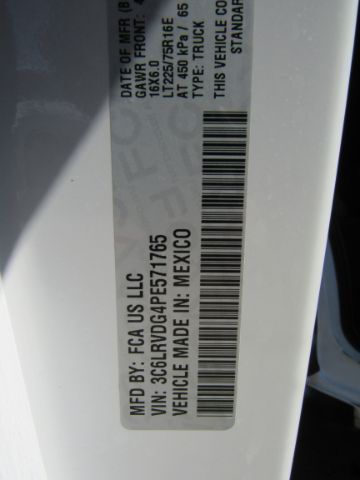 DATE OF MFR
GAWR FRONT:
16X6.0
LT225/75R16E
AT 450 kPa / 65
TYPE: TRUCK
THIS VEHICLE CO
STANDAR
MFD BY: FCA US LLC
VIN: 3C6LRVDG4PE571765
VEHICLE MADE IN: MEXICO